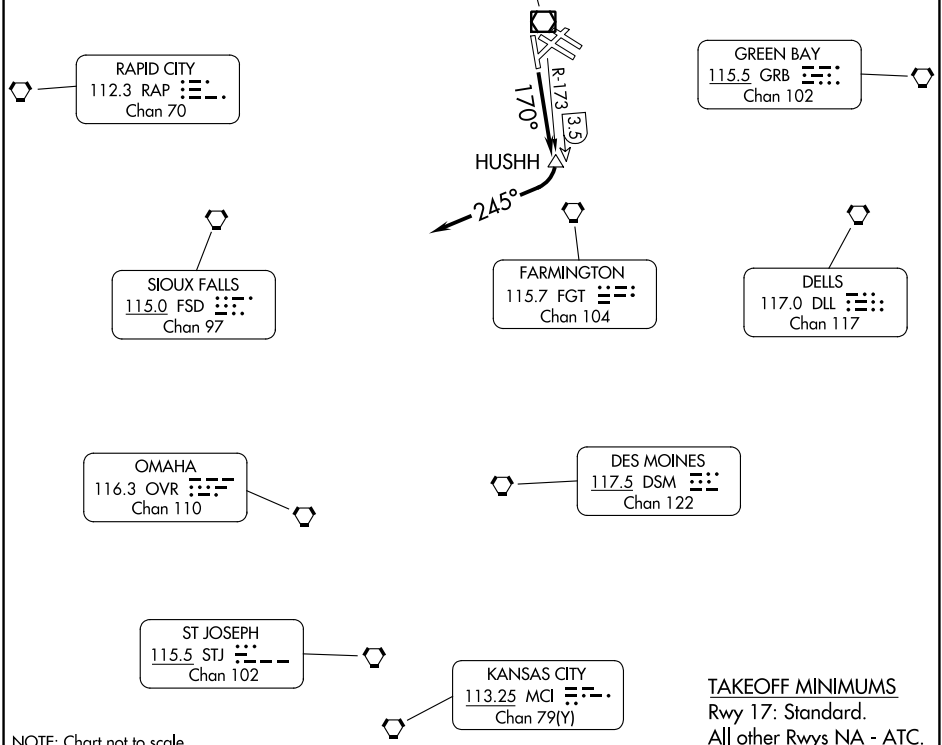 RAPID CITY
112.3 RAP
Chan 70
GREEN BAY
115.5 GRB
Chan 102
R-173
170°
3.5
HUSHH
245°
SIOUX FALLS
115.0 FSD
Chan 97
FARMINGTON
115.7 FGT
Chan 104
DELLS
117.0 DLL
Chan 117
OMAHA
116.3 OVR
Chan 110
DES MOINES
117.5 DSM
Chan 122
ST JOSEPH
115.5 STJ
Chan 102
KANSAS CITY
113.25 MCI
Chan 79(Y)
TAKEOFF MINIMUMS
Rwy 17: Standard.
All other Rwys NA - ATC.
NOTE: Chart not to scale.